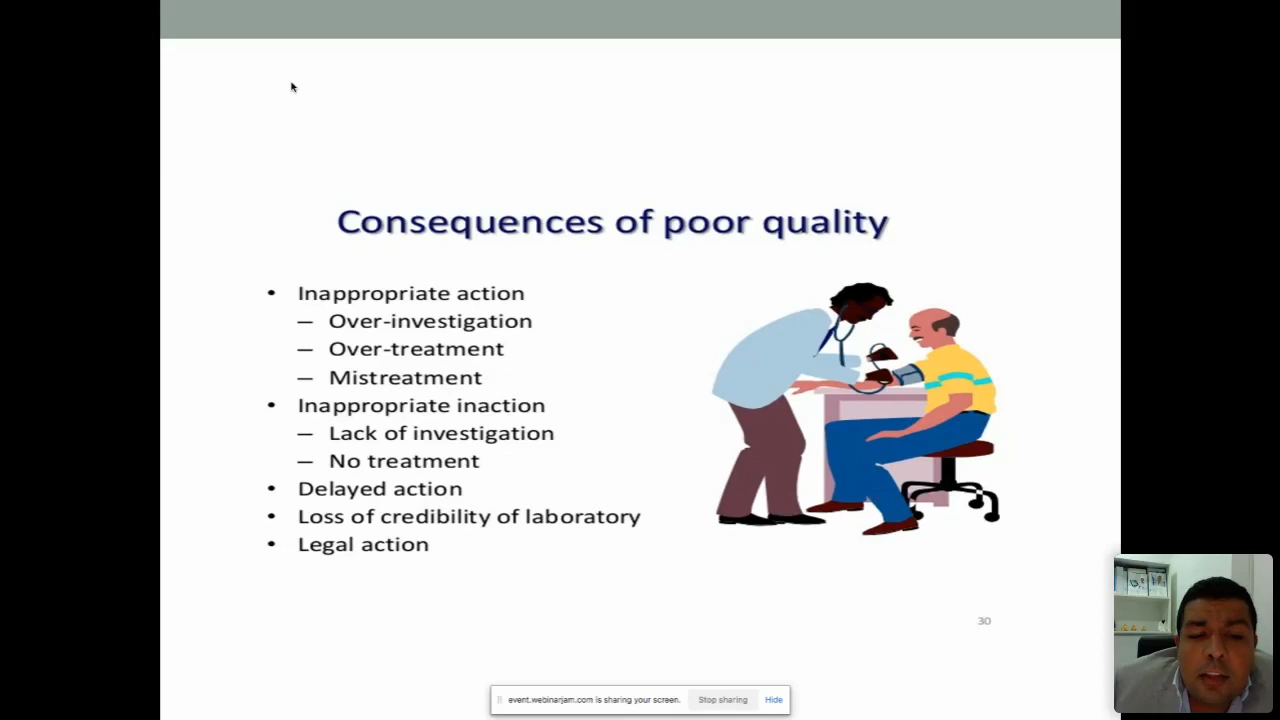 Consequences of poor quality
• Inappropriate action
– Over-investigation
– Over-treatment
– Mistreatment
• Inappropriate inaction
– Lack of investigation
– No treatment
• Delayed action
• Loss of credibility of laboratory
• Legal action
30
event.webinarjam.com is sharing your screen. Stop sharing Hide